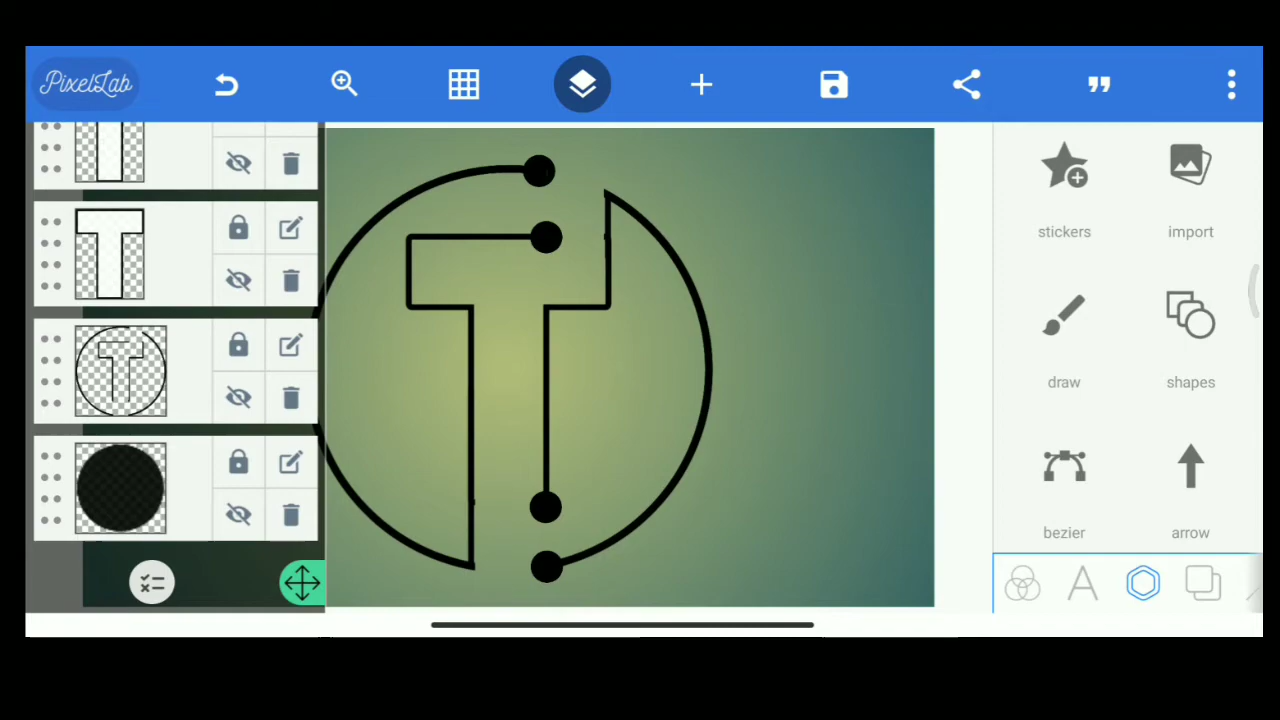 PixelLab
T
stickers
import
draw
shapes
bezier
arrow
A